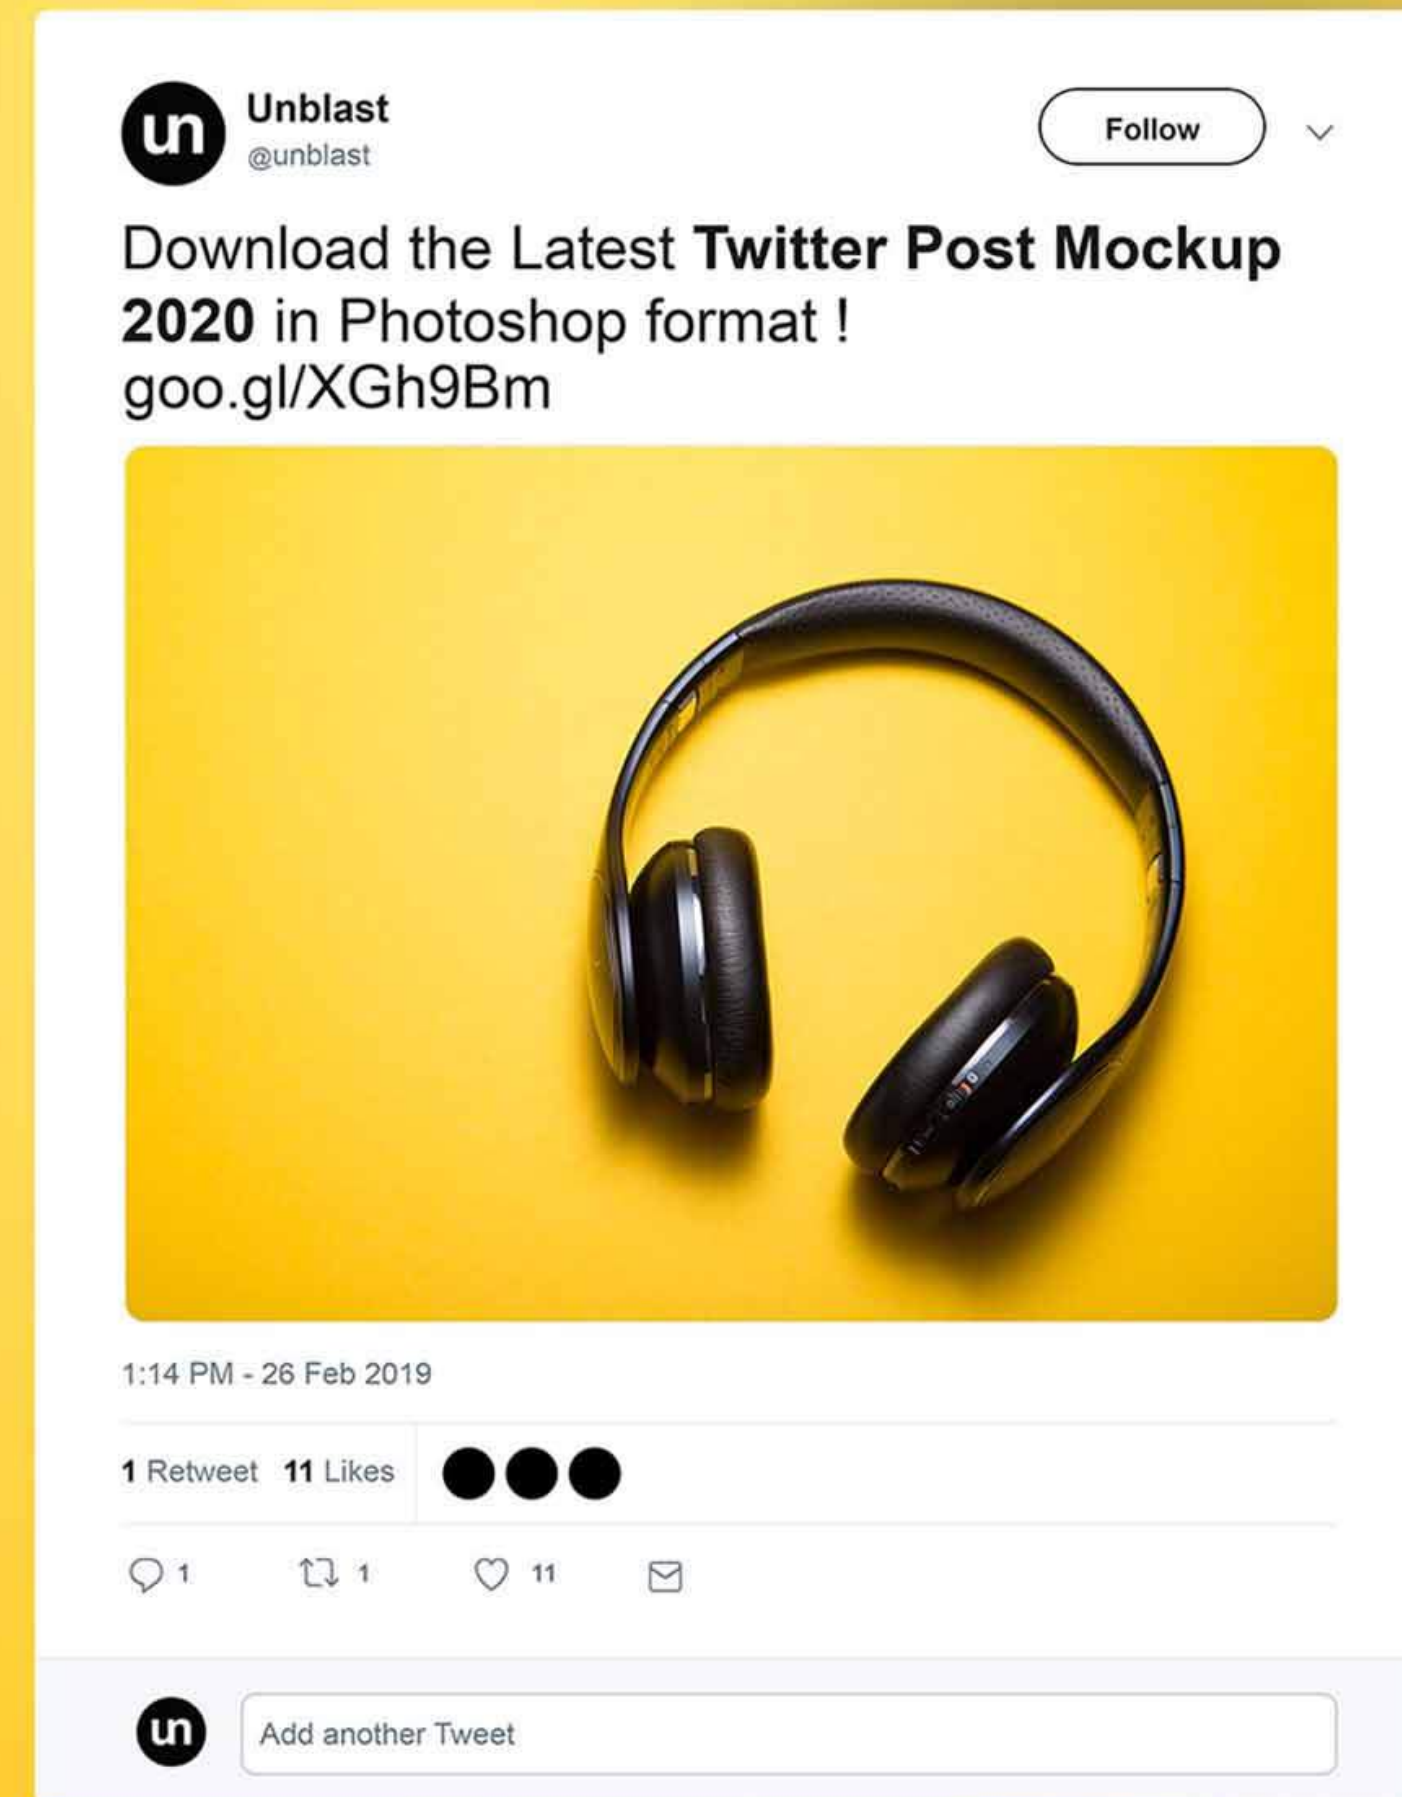 un
Unblast
@unblast
Follow
Download the Latest Twitter Post Mockup
2020 in Photoshop format !
goo.gl/XGh9Bm
1:14 PM - 26 Feb 2019
1 Retweet 11 Likes
1 1 11
un
Add another Tweet